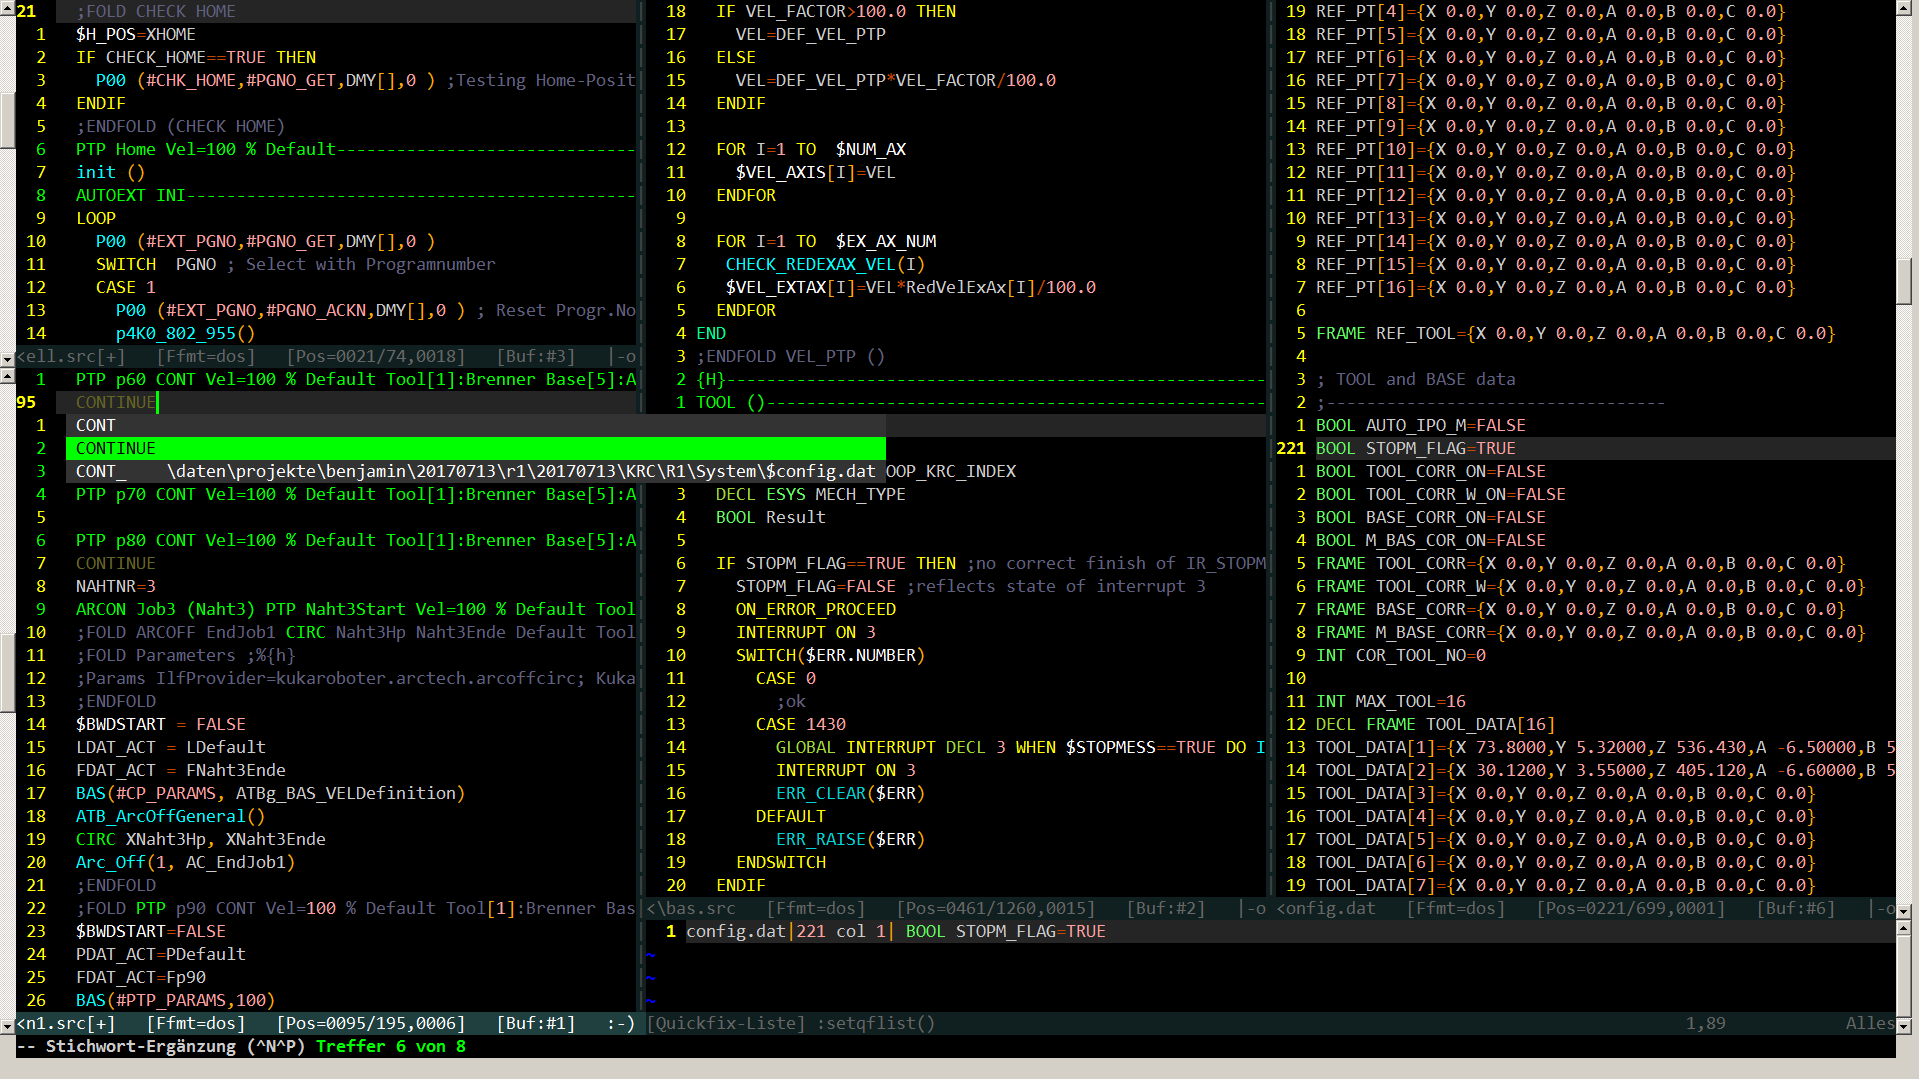 21    ;FOLD CHECK HOME
  1   $H_POS=XHOME
  2   IF CHECK_HOME==TRUE THEN
  3     P00 (#CHK_HOME,#PGNO_GET,DMY[],0 ) ;Testing Home-Posit
  4   ENDIF
  5   ;ENDFOLD (CHECK HOME)
  6   PTP Home Vel=100 % Default------------------------------
  7   init ()
  8   AUTOEXT INI---------------------------------------------
  9   LOOP
 10     P00 (#EXT_PGNO,#PGNO_GET,DMY[],0 )
 11     SWITCH  PGNO ; Select with Programnumber
 12     CASE 1
 13       P00 (#EXT_PGNO,#PGNO_ACKN,DMY[],0 ) ; Reset Progr.No
 14       p4K0_802_955()
<ell.src[+]   [Ffmt=dos]   [Pos=0021/74,0018]   [Buf:#3]   |-o
  1   PTP p60 CONT Vel=100 % Default Tool[1]:Brenner Base[5]:A
95    CONTINUE
  1   CONT
  2   CONTINUE
  3   CONT_    \daten\projekte\benjamin\20170713\r1\20170713\KRC\R1\System\$config.dat
  4   PTP p70 CONT Vel=100 % Default Tool[1]:Brenner Base[5]:A
  5
  6   PTP p80 CONT Vel=100 % Default Tool[1]:Brenner Base[5]:A
  7   CONTINUE
  8   NAHTNR=3
  9   ARCON Job3 (Naht3) PTP Naht3Start Vel=100 % Default Tool
 10   ;FOLD ARCOFF EndJob1 CIRC Naht3Hp Naht3Ende Default Tool
 11   ;FOLD Parameters ;%{h}
 12   ;Params IlfProvider=kukaroboter.arctech.arcoffcirc; Kuka
 13   ;ENDFOLD
 14   $BWDSTART = FALSE
 15   LDAT_ACT = LDefault
 16   FDAT_ACT = FNaht3Ende
 17   BAS(#CP_PARAMS, ATBg_BAS_VELDefinition)
 18   ATB_ArcOffGeneral()
 19   CIRC XNaht3Hp, XNaht3Ende
 20   Arc_Off(1, AC_EndJob1)
 21   ;ENDFOLD
 22   ;FOLD PTP p90 CONT Vel=100 % Default Tool[1]:Brenner Bas
 23   $BWDSTART=FALSE
 24   PDAT_ACT=PDefault
 25   FDAT_ACT=Fp90
 26   BAS(#PTP_PARAMS,100)
<n1.src[+]   [Ffmt=dos]   [Pos=0095/195,0006]   [Buf:#1]   :-)
 18   IF VEL_FACTOR>100.0 THEN
 17     VEL=DEF_VEL_PTP
 16   ELSE
 15     VEL=DEF_VEL_PTP*VEL_FACTOR/100.0
 14   ENDIF
 13
 12   FOR I=1 TO  $NUM_AX
 11     $VEL_AXIS[I]=VEL
 10   ENDFOR
  9
  8   FOR I=1 TO  $EX_AX_NUM
  7    CHECK_REDEXAX_VEL(I)
  6    $VEL_EXTAX[I]=VEL*RedVelExAx[I]/100.0
  5   ENDFOR
  4 END
  3 ;ENDFOLD VEL_PTP ()
  2 {H}------------------------------------------------------
  1 TOOL ()--------------------------------------------------
OOP_KRC_INDEX
  3   DECL ESYS MECH_TYPE
  4   BOOL Result
  5
  6   IF STOPM_FLAG==TRUE THEN ;no correct finish of IR_STOPM
  7     STOPM_FLAG=FALSE ;reflects state of interrupt 3
  8     ON_ERROR_PROCEED
  9     INTERRUPT ON 3
 10     SWITCH($ERR.NUMBER)
 11       CASE 0
 12         ;ok
 13       CASE 1430
 14         GLOBAL INTERRUPT DECL 3 WHEN $STOPMESS==TRUE DO I
 15         INTERRUPT ON 3
 16         ERR_CLEAR($ERR)
 17       DEFAULT
 18         ERR_RAISE($ERR)
 19     ENDSWITCH
 20   ENDIF
<\bas.src   [Ffmt=dos]   [Pos=0461/1260,0015]   [Buf:#2]   |-o
 19 REF_PT[4]={X 0.0,Y 0.0,Z 0.0,A 0.0,B 0.0,C 0.0}
 18 REF_PT[5]={X 0.0,Y 0.0,Z 0.0,A 0.0,B 0.0,C 0.0}
 17 REF_PT[6]={X 0.0,Y 0.0,Z 0.0,A 0.0,B 0.0,C 0.0}
 16 REF_PT[7]={X 0.0,Y 0.0,Z 0.0,A 0.0,B 0.0,C 0.0}
 15 REF_PT[8]={X 0.0,Y 0.0,Z 0.0,A 0.0,B 0.0,C 0.0}
 14 REF_PT[9]={X 0.0,Y 0.0,Z 0.0,A 0.0,B 0.0,C 0.0}
 13 REF_PT[10]={X 0.0,Y 0.0,Z 0.0,A 0.0,B 0.0,C 0.0}
 12 REF_PT[11]={X 0.0,Y 0.0,Z 0.0,A 0.0,B 0.0,C 0.0}
 11 REF_PT[12]={X 0.0,Y 0.0,Z 0.0,A 0.0,B 0.0,C 0.0}
 10 REF_PT[13]={X 0.0,Y 0.0,Z 0.0,A 0.0,B 0.0,C 0.0}
  9 REF_PT[14]={X 0.0,Y 0.0,Z 0.0,A 0.0,B 0.0,C 0.0}
  8 REF_PT[15]={X 0.0,Y 0.0,Z 0.0,A 0.0,B 0.0,C 0.0}
  7 REF_PT[16]={X 0.0,Y 0.0,Z 0.0,A 0.0,B 0.0,C 0.0}
  6
  5 FRAME REF_TOOL={X 0.0,Y 0.0,Z 0.0,A 0.0,B 0.0,C 0.0}
  4
  3 ; TOOL and BASE data
  2 ;----------------------------------
  1 BOOL AUTO_IPO_M=FALSE
221 BOOL STOPM_FLAG=TRUE
  1 BOOL TOOL_CORR_ON=FALSE
  2 BOOL TOOL_CORR_W_ON=FALSE
  3 BOOL BASE_CORR_ON=FALSE
  4 BOOL M_BAS_COR_ON=FALSE
  5 FRAME TOOL_CORR={X 0.0,Y 0.0,Z 0.0,A 0.0,B 0.0,C 0.0}
  6 FRAME TOOL_CORR_W={X 0.0,Y 0.0,Z 0.0,A 0.0,B 0.0,C 0.0}
  7 FRAME BASE_CORR={X 0.0,Y 0.0,Z 0.0,A 0.0,B 0.0,C 0.0}
  8 FRAME M_BASE_CORR={X 0.0,Y 0.0,Z 0.0,A 0.0,B 0.0,C 0.0}
  9 INT COR_TOOL_NO=0
 10
 11 INT MAX_TOOL=16
 12 DECL FRAME TOOL_DATA[16]
 13 TOOL_DATA[1]={X 73.8000,Y 5.32000,Z 536.430,A -6.50000,B 5
 14 TOOL_DATA[2]={X 30.1200,Y 3.55000,Z 405.120,A -6.60000,B 5
 15 TOOL_DATA[3]={X 0.0,Y 0.0,Z 0.0,A 0.0,B 0.0,C 0.0}
 16 TOOL_DATA[4]={X 0.0,Y 0.0,Z 0.0,A 0.0,B 0.0,C 0.0}
 17 TOOL_DATA[5]={X 0.0,Y 0.0,Z 0.0,A 0.0,B 0.0,C 0.0}
 18 TOOL_DATA[6]={X 0.0,Y 0.0,Z 0.0,A 0.0,B 0.0,C 0.0}
 19 TOOL_DATA[7]={X 0.0,Y 0.0,Z 0.0,A 0.0,B 0.0,C 0.0}
<onfig.dat   [Ffmt=dos]   [Pos=0221/699,0001]   [Buf:#6]   |-o
  1 config.dat|221 col 1| BOOL STOPM_FLAG=TRUE
~
~
~
[Quickfix-Liste] :setqflist()   1,89   Alles
-- Stichwort-Ergänzung (^N^P) Treffer 6 von 8